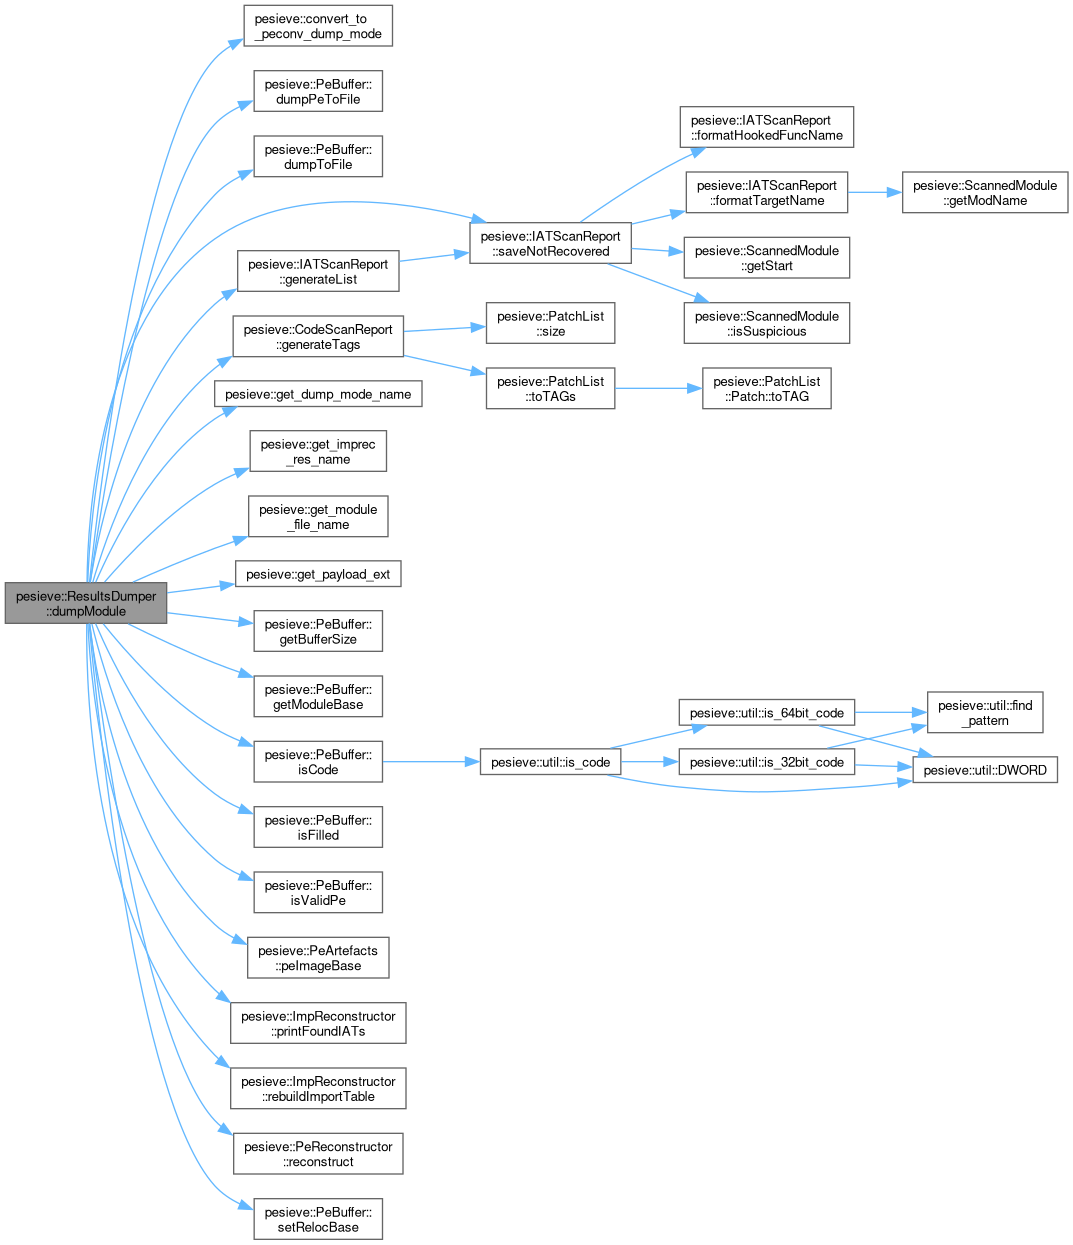 pesieve::ResultsDumper
::dumpModule
pesieve::convert_to
_peconv_dump_mode
pesieve::PeBuffer::
dumpPeToFile
pesieve::PeBuffer::
dumpToFile
pesieve::IATScanReport
::saveNotRecovered
pesieve::IATScanReport
::formatHookedFuncName
pesieve::IATScanReport
::formatTargetName
pesieve::ScannedModule
::getModName
pesieve::ScannedModule
::getStart
pesieve::ScannedModule
::isSuspicious
pesieve::IATScanReport
::generateList
pesieve::CodeScanReport
::generateTags
pesieve::PatchList
::size
pesieve::PatchList
::toTAGs
pesieve::PatchList
::Patch::toTAG
pesieve::get_dump_mode_name
pesieve::get_imprec
_res_name
pesieve::get_module
_file_name
pesieve::get_payload_ext
pesieve::PeBuffer::
getBufferSize
pesieve::PeBuffer::
getModuleBase
pesieve::PeBuffer::
isCode
pesieve::util::is_code
pesieve::util::is_64bit_code
pesieve::util::is_32bit_code
pesieve::util::find
_pattern
pesieve::util::DWORD
pesieve::PeBuffer::
isFilled
pesieve::PeBuffer::
isValidPe
pesieve::PeArtefacts
::peImageBase
pesieve::ImpReconstructor
::printFoundIATs
pesieve::ImpReconstructor
::rebuildImportTable
pesieve::PeReconstructor
::reconstruct
pesieve::PeBuffer::
setRelocBase